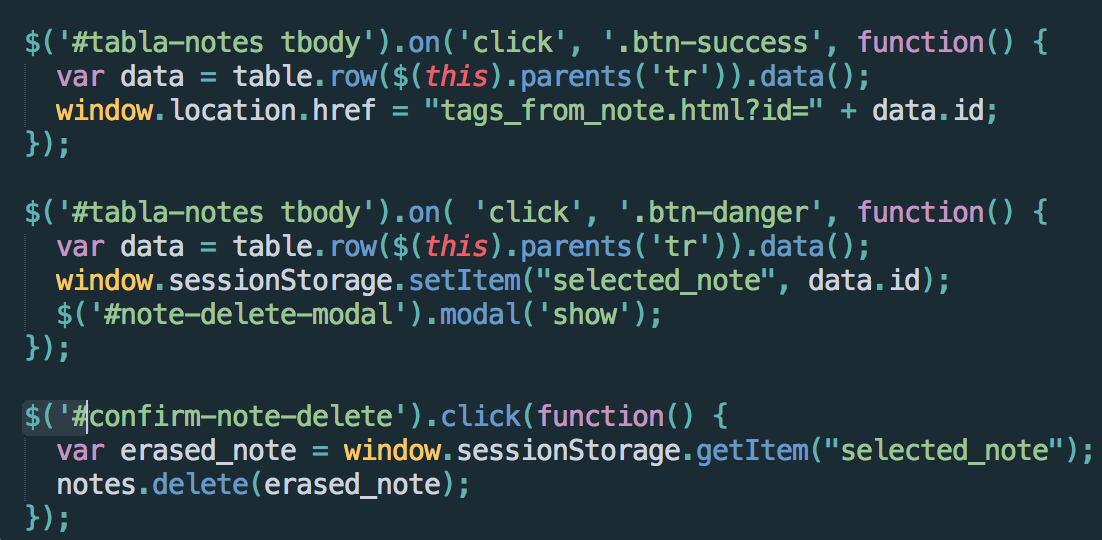 $('#tabla-notes tbody').on('click', '.btn-success', function() {
  var data = table.row($(this).parents('tr')).data();
  window.location.href = "tags_from_note.html?id=" + data.id;
});

$('#tabla-notes tbody').on( 'click', '.btn-danger', function() {
  var data = table.row($(this).parents('tr')).data();
  window.sessionStorage.setItem("selected_note", data.id);
  $('#note-delete-modal').modal('show');
});

$('#confirm-note-delete').click(function() {
  var erased_note = window.sessionStorage.getItem("selected_note");
  notes.delete(erased_note);
});